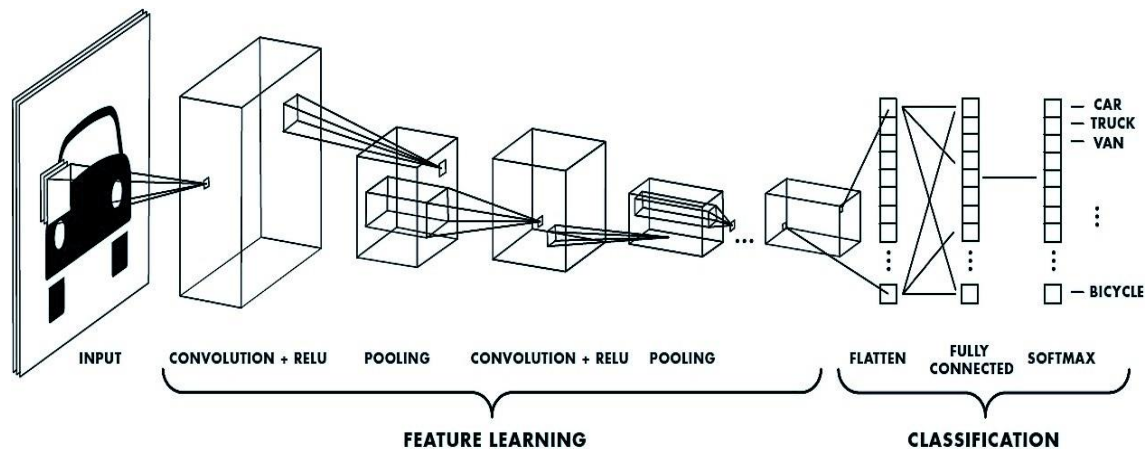 CAR
TRUCK
VAN
BICYCLE
INPUT
CONVOLUTION + RELU
POOLING
CONVOLUTION + RELU
POOLING
FLATTEN
FULLY
CONNECTED
SOFTMAX
FEATURE LEARNING
CLASSIFICATION